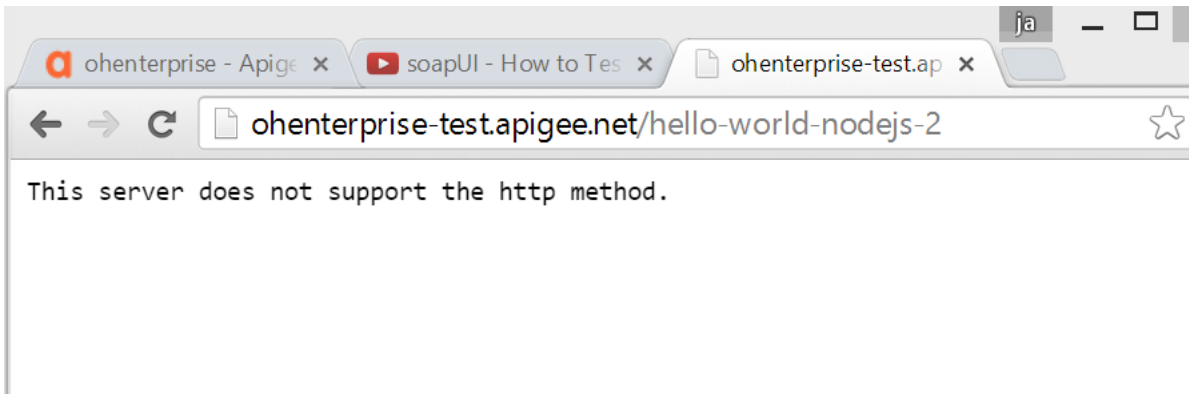 ja
ohenterprise - Apige
soapUI - How to Tes
ohenterprise-test.ap
ohenterprise-test.apigee.net/hello-world-nodejs-2
This server does not support the http method.